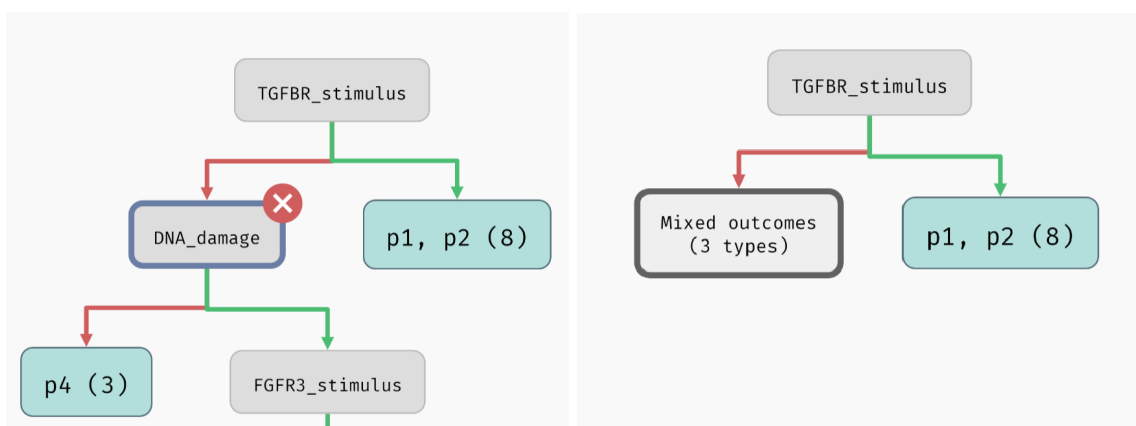 TGFBR_stimulus
DNA_damage
p1, p2 (8)
p4 (3)
FGFR3_stimulus
TGFBR_stimulus
Mixed outcomes
(3 types)
p1, p2 (8)